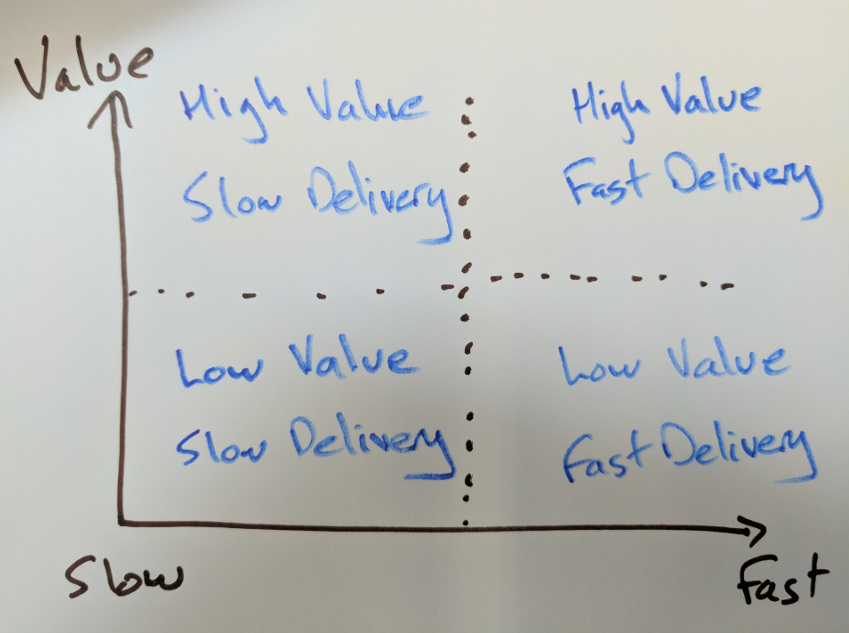 Value
High Value
Slow Delivery
High Value
Fast Delivery
Low Value
Slow Delivery
Low Value
Fast Delivery
Slow
Fast